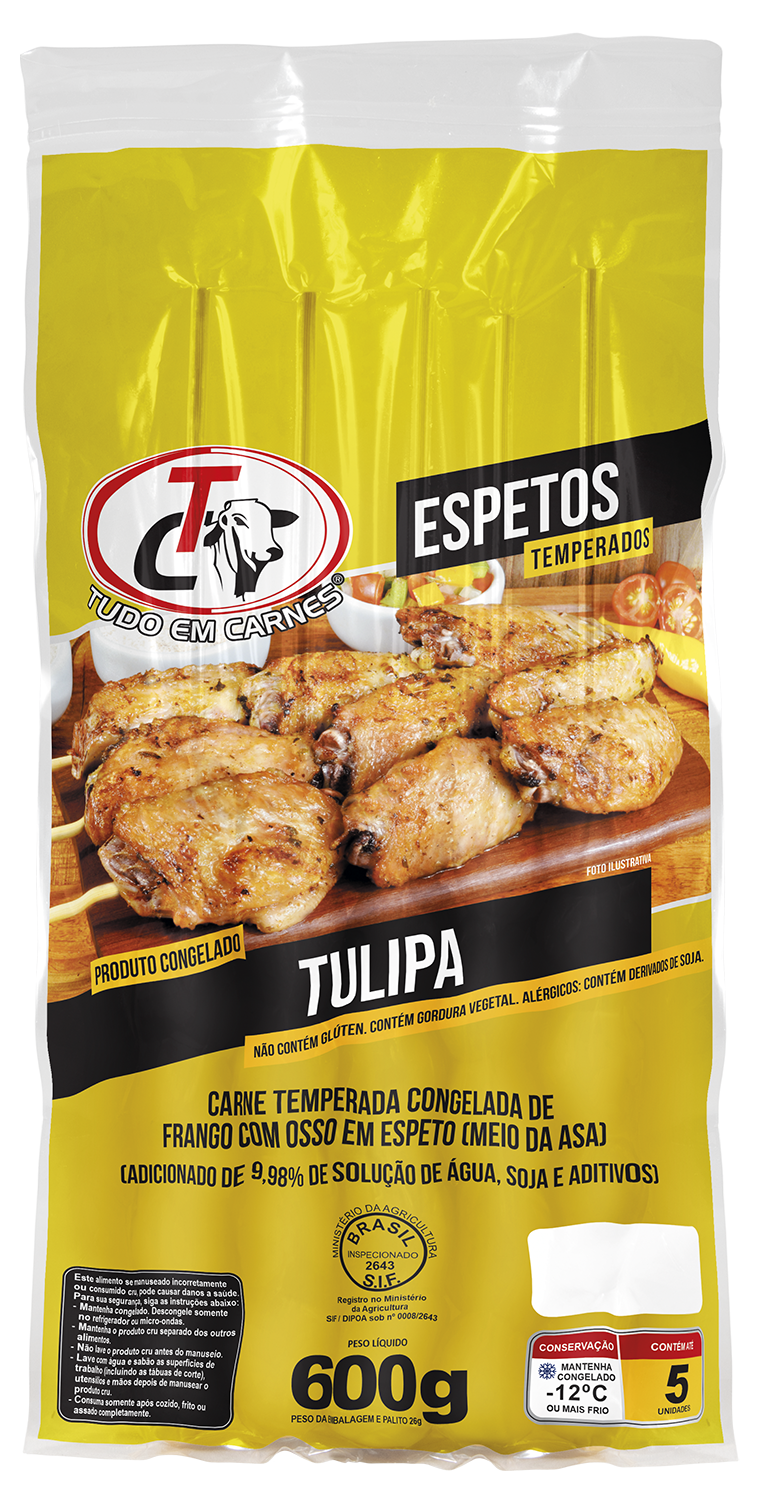 ESPETOS
TEMPERADOS
TC
TUDO EM CARNES®
FOTO ILUSTRATIVA
PRODUTO CONGELADO
TULIPA
NÃO CONTÉM GLÚTEN. CONTÉM GORDURA VEGETAL. ALÉRGICOS: CONTÉM DERIVADOS DE SOJA.
CARNE TEMPERADA CONGELADA DE
FRANGO COM OSSO EM ESPETO (MEIO DA ASA)
(ADICIONADO DE 9,98% DE SOLUÇÃO DE ÁGUA, SOJA E ADITIVOS)
MINISTÉRIO DA AGRICULTURA
BRASIL
INSPECIONADO
2643
S.I.F.
Registro no Ministério
da Agricultura
SIF/ DIPOA sob nº 0008/2643
Este alimento se manuseado incorretamente
ou consumido cru, pode causar danos a saúde.
Para sua segurança, siga as instruções abaixo:
- Mantenha congelado. Descongele somente
no refrigerador ou micro-ondas.
- Mantenha o produto cru separado dos outros
alimentos.
- Não lave o produto cru antes do manuseio.
- Lave com água e sabão as superfícies de
trabalho (incluindo as tábuas de corte),
utensílios e mãos depois de manusear o
produto cru.
- Consuma somente após cozido, frito ou
assado completamente.
PESO LÍQUIDO
600g
PESO DA EMBALAGEM E PALITO 26g
CONSERVAÇÃO
MANTENHA
CONGELADO
-12ºC
OU MAIS FRIO
CONTÉM ATÉ
5
UNIDADES